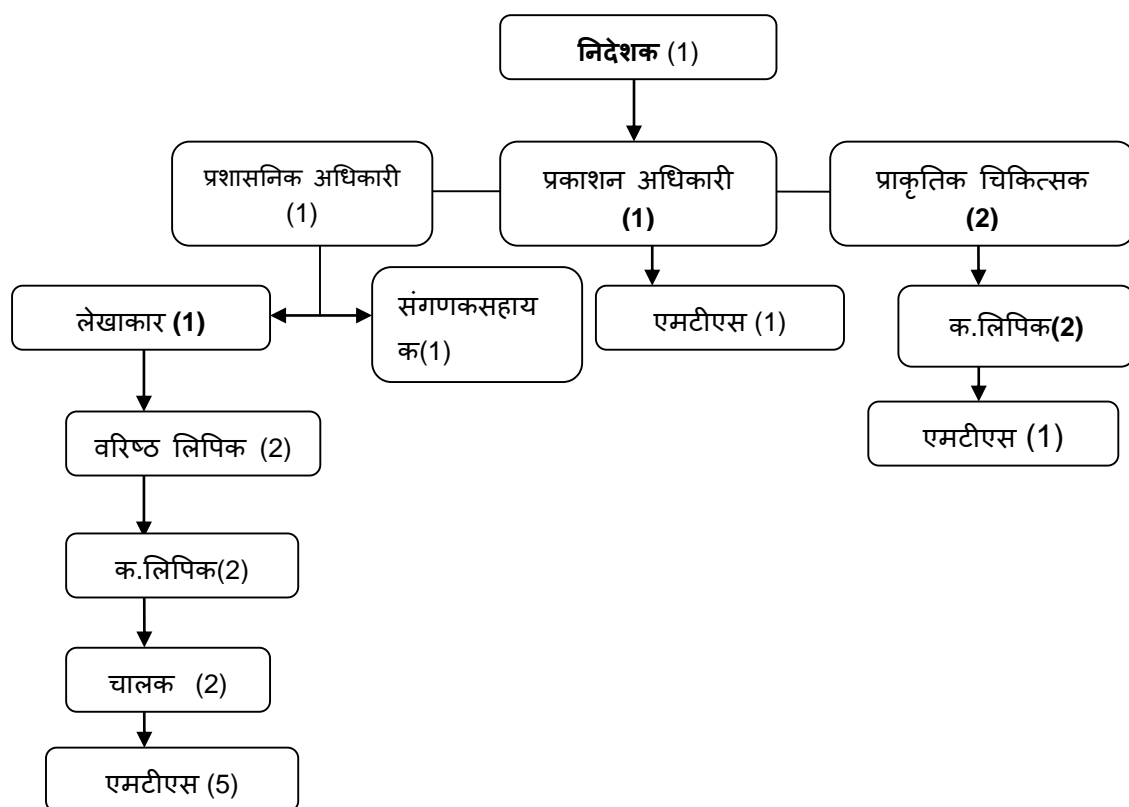 निदेशक (1)
प्रशासनिक अधिकारी
(1)
प्रकाशन अधिकारी
(1)
प्राकृतिक चिकित्सक
(2)
लेखाकार (1)
संगणकसहाय
क(1)
एमटीएस (1)
क.लिपिक(2)
एमटीएस (1)
वरिष्ठ लिपिक (2)
क.लिपिक(2)
चालक (2)
एमटीएस (5)